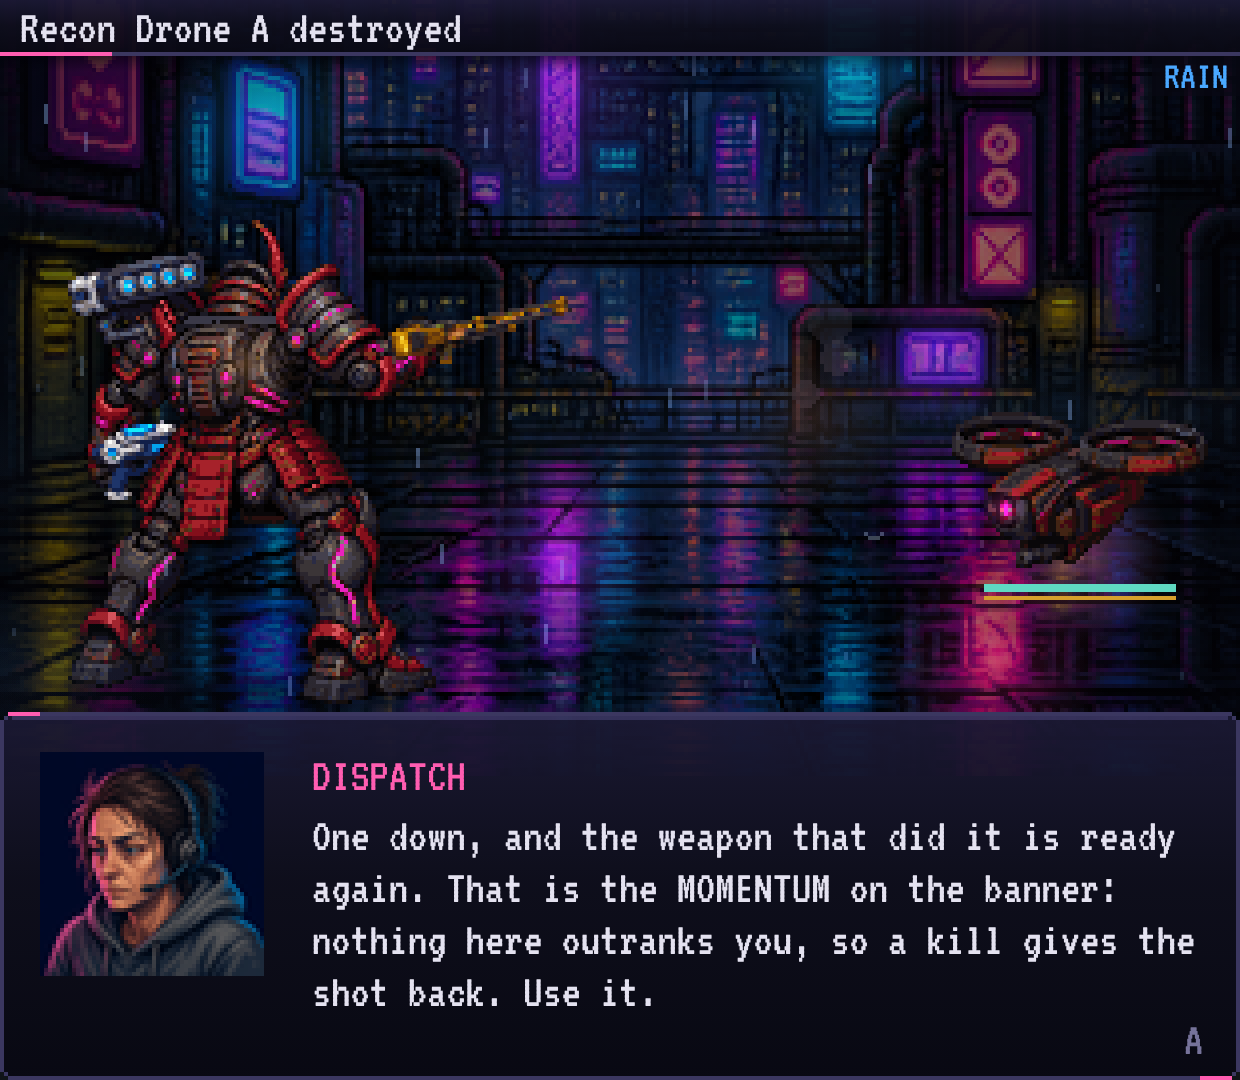 Recon Drone A destroyed
RAIN
DISPATCH
One down, and the weapon that did it is ready
again. That is the MOMENTUM on the banner:
nothing here outranks you, so a kill gives the
shot back. Use it.
A